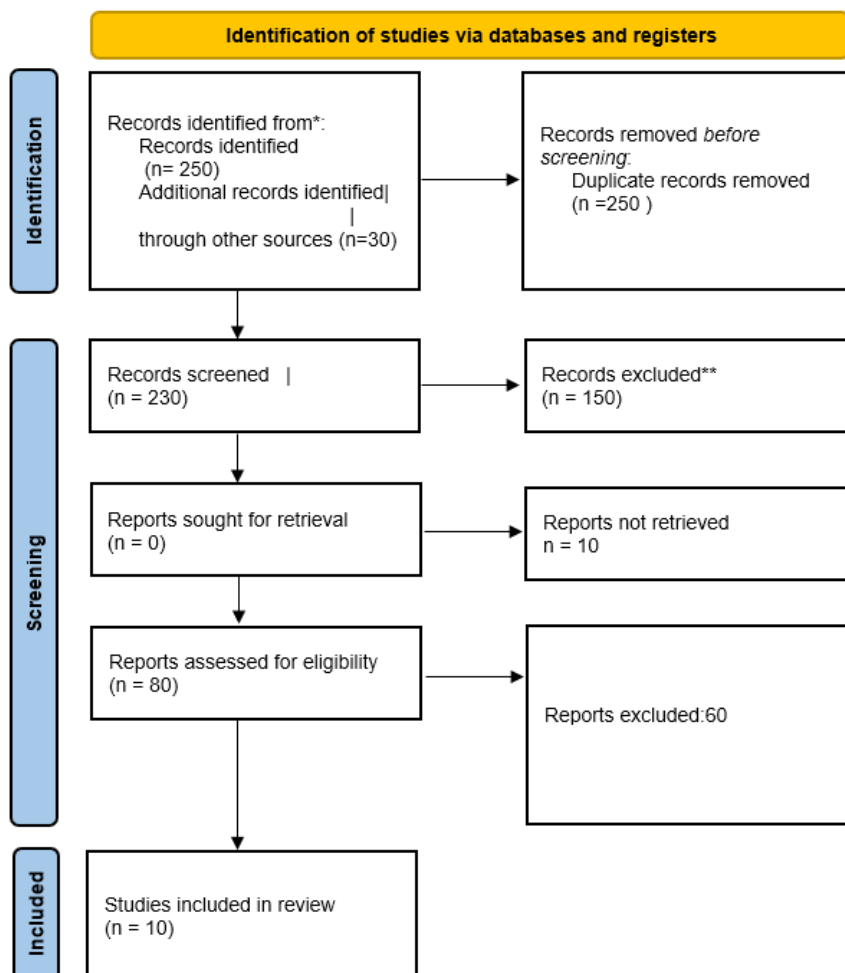 Identification of studies via databases and registers
Identification
Records identified from*:
Records identified
(n= 250)
Additional records identified|
|
through other sources (n=30)
Records removed before
screening:
Duplicate records removed
(n =250 )
Screening
Records screened |
(n = 230)
Records excluded**
(n = 150)
Reports sought for retrieval
(n = 0)
Reports not retrieved
n = 10
Reports assessed for eligibility
(n = 80)
Reports excluded:60
Included
Studies included in review
(n = 10)